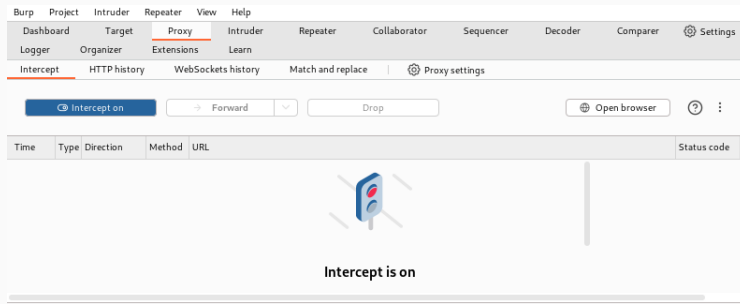 Burp Project Intruder Repeater View Help
Dashboard Target Proxy Intruder Repeater Collaborator Sequencer Decoder Comparer Settings
Logger Organizer Extensions Learn
Intercept HTTP history WebSockets history Match and replace Proxy settings
Intercept on Forward Drop Open browser
Time Type Direction Method URL Status code
Intercept is on